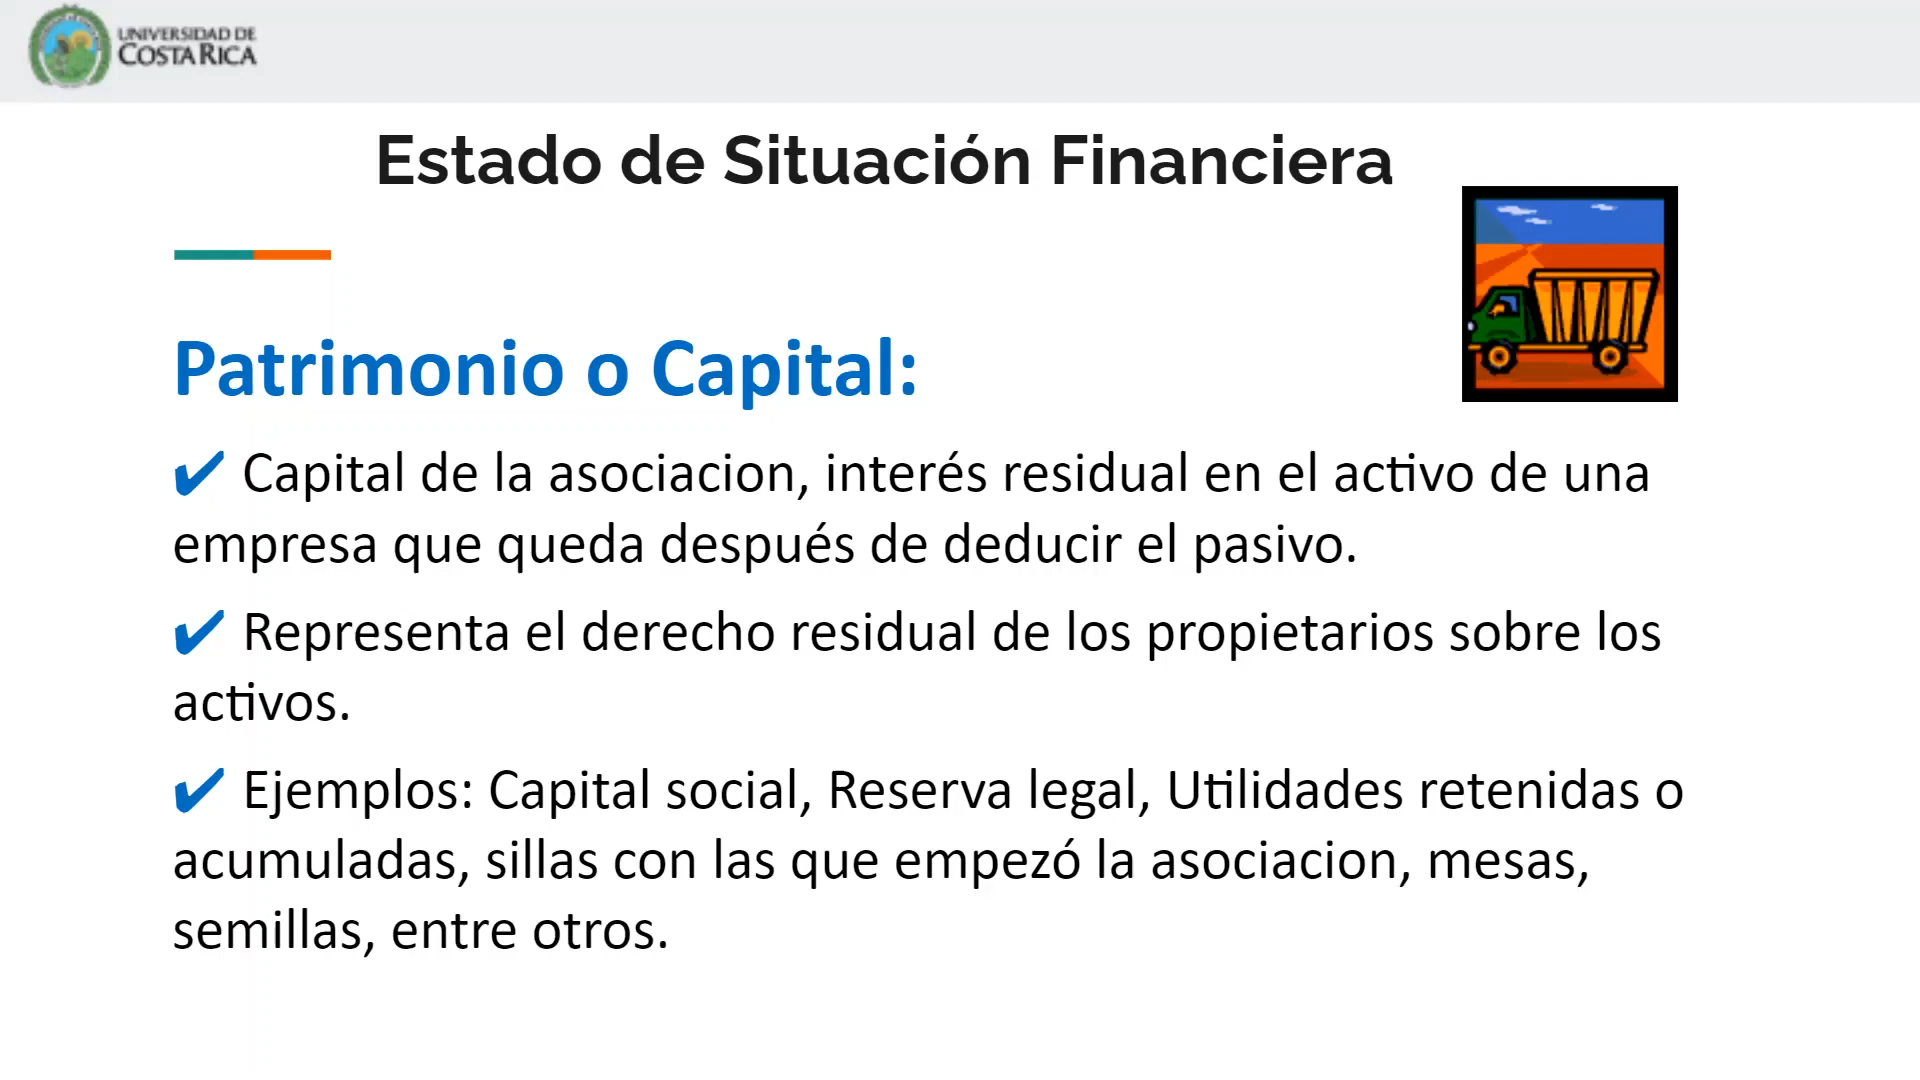 UNIVERSIDAD DE
COSTA RICA
Estado de Situación Financiera
Patrimonio o Capital:
✔ Capital de la asociacion, interés residual en el activo de una
empresa que queda después de deducir el pasivo.
✔ Representa el derecho residual de los propietarios sobre los
activos.
✔ Ejemplos: Capital social, Reserva legal, Utilidades retenidas o
acumuladas, sillas con las que empezó la asociacion, mesas,
semillas, entre otros.